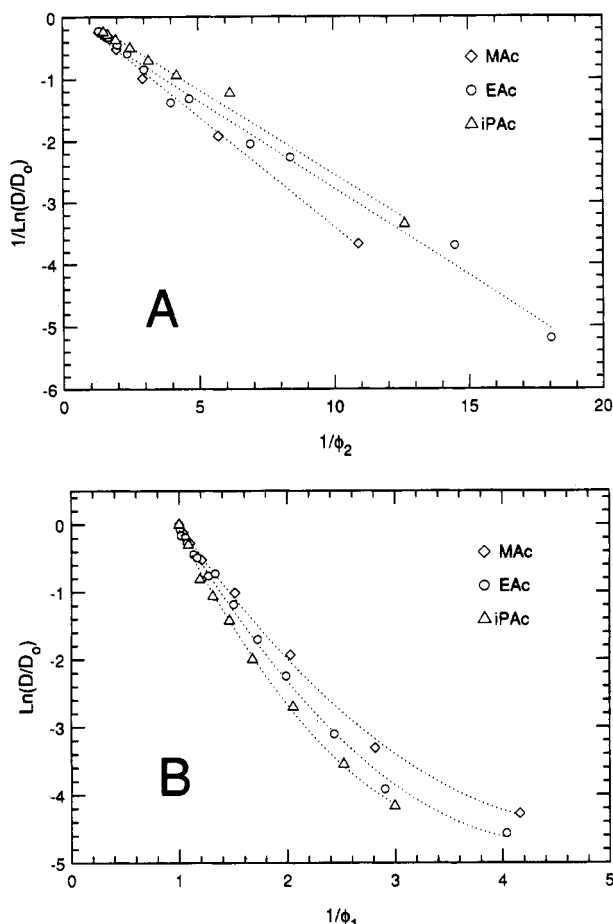 0
-1
-2
-3
-4
-5
-6
1/Ln(D/D₀)
◇ MAc
○ EAc
△ iPAc
A
0 5 10 15 20
1/ϕ₂
0
-1
-2
-3
-4
-5
Ln(D/D₀)
◇ MAc
○ EAc
△ iPAc
B
0 1 2 3 4 5
1/ϕ₁